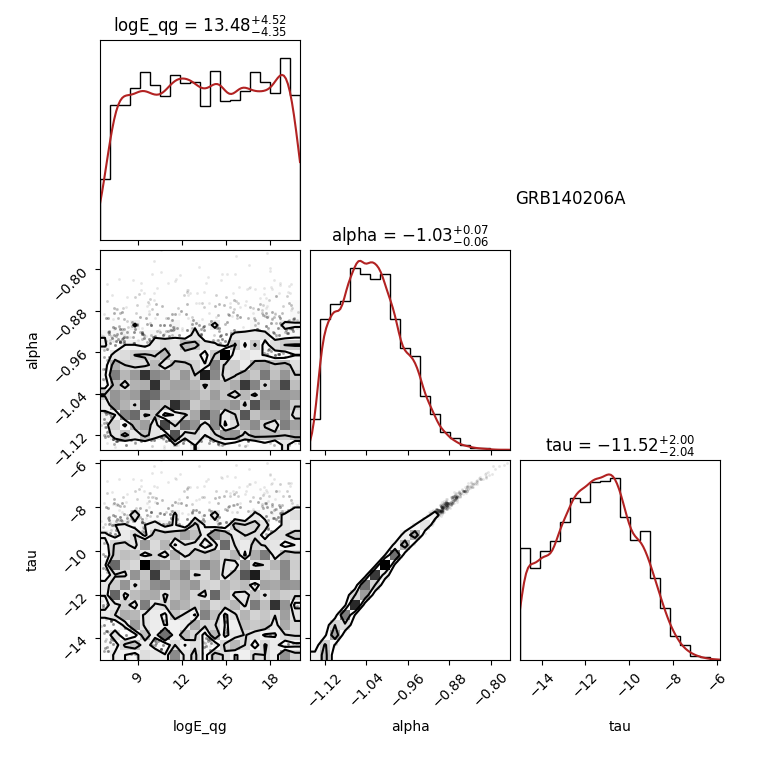 logE_qg = 13.48+4.52−4.35
GRB140206A
alpha = −1.03+0.07−0.06
−0.80
−0.88
−0.96
−1.04
−1.12
alpha
tau = −11.52+2.00−2.04
−6
−8
−10
−12
−14
tau
9 12 15 18
−1.12 −1.04 −0.96 −0.88 −0.80
−14 −12 −10 −8 −6
logE_qg alpha tau